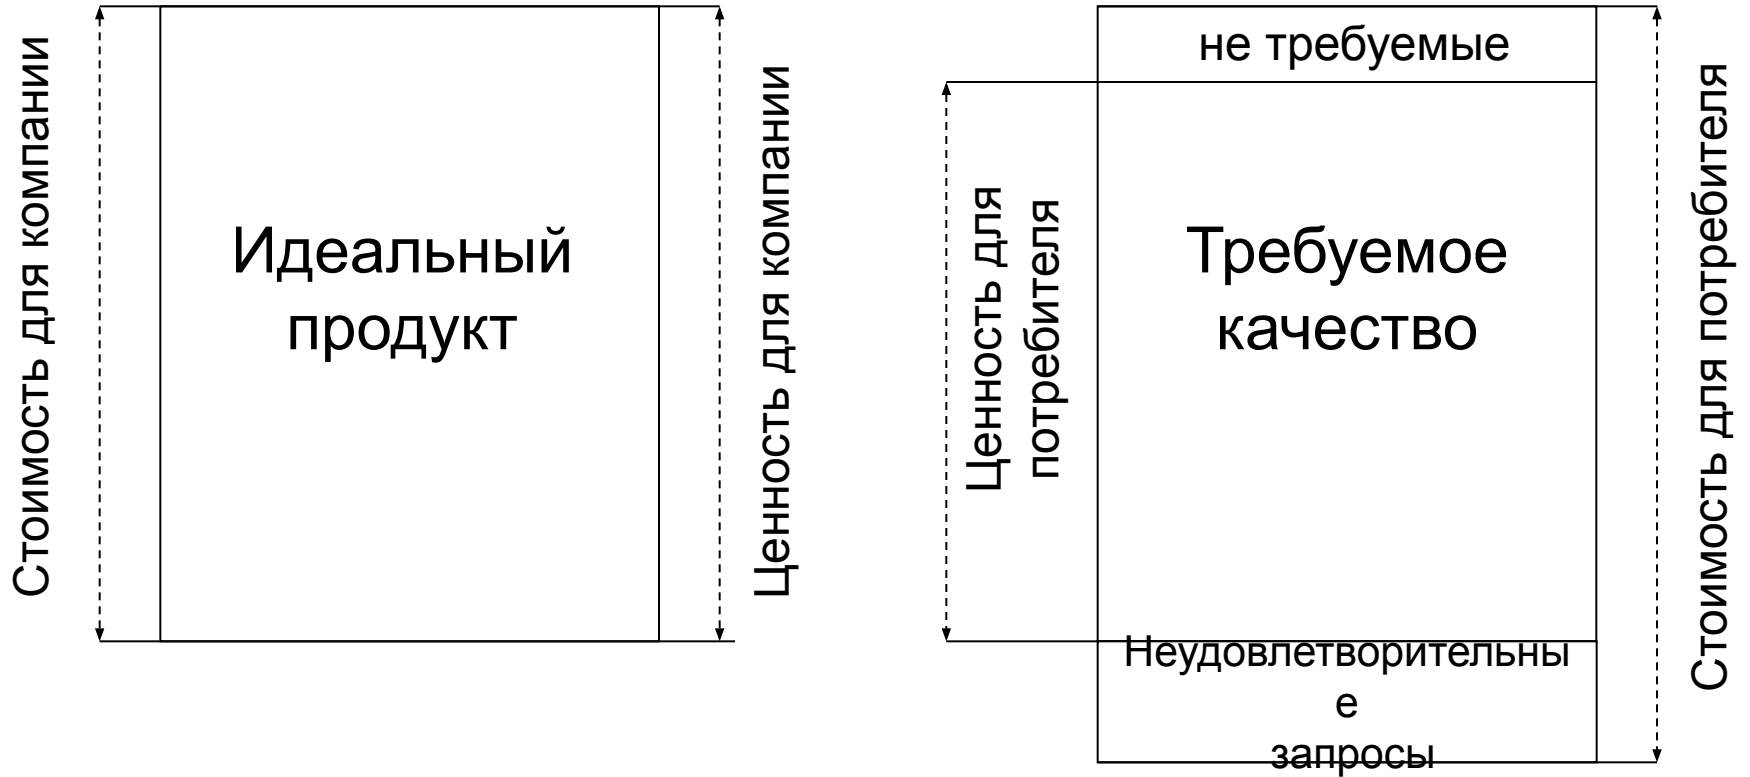 Стоимость для компании
Идеальный
продукт
Ценность для компании
Ценность для
потребителя
не требуемые
Требуемое
качество
Неудовлетворительны
е
запросы
Стоимость для потребителя